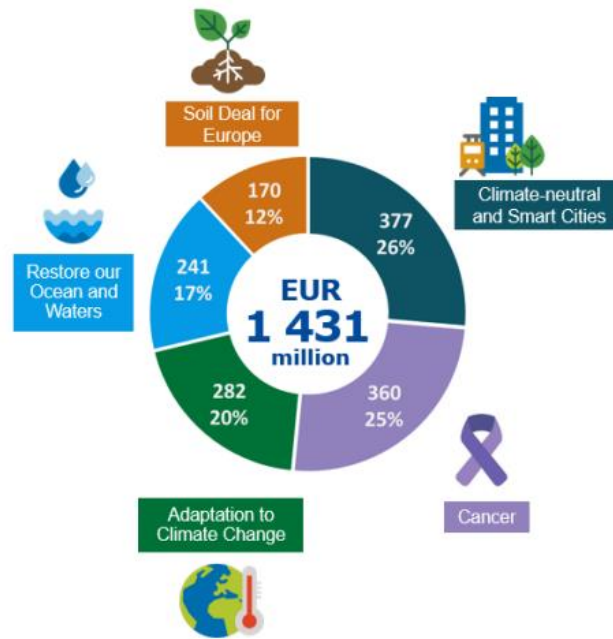 Soil Deal for
Europe
Climate-neutral
and Smart Cities
170
12%
377
26%
241
17%
Restore our
Ocean and
Waters
EUR
1 431
million
282
20%
360
25%
Adaptation to
Climate Change
Cancer